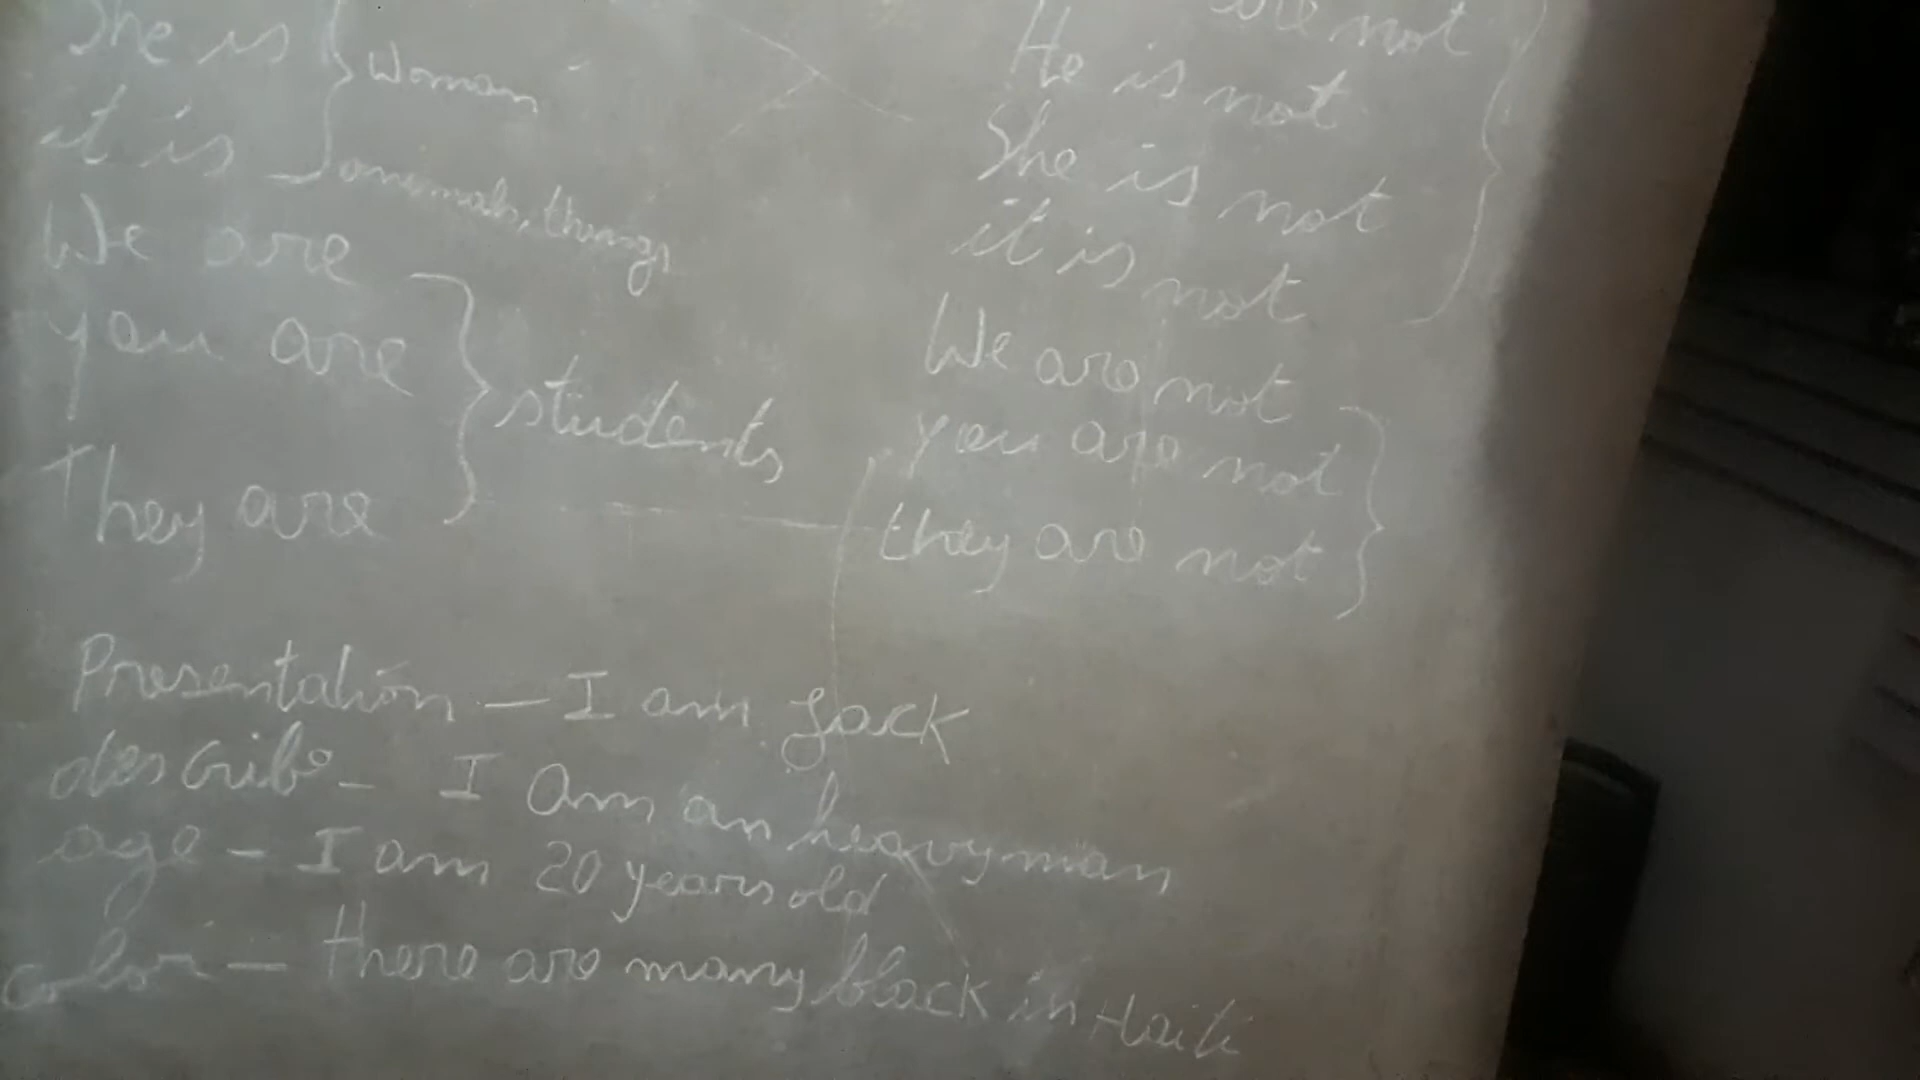 She is } woman
it is animals, things
We are
you are
They are
} students
are not
He is not
She is not
it is not
We are not
you are not
they are not
Presentation – I am Jack
describe – I am an heavy man
age – I am 20 years old
color – there are many black in Haiti